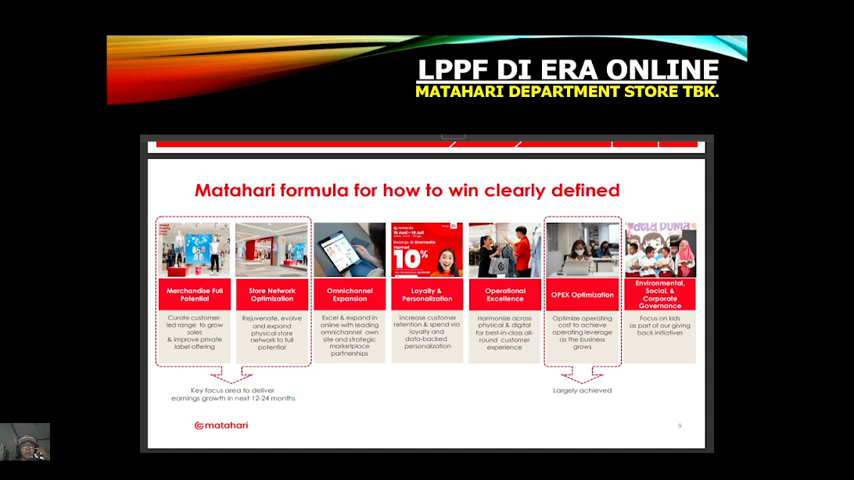 LPPF DI ERA ONLINE
MATAHARI DEPARTMENT STORE TBK.
Matahari formula for how to win clearly defined
Merchandise Full
Potential
Curate customer-
led range to grow
sales
& improve private
label offering
Store Network
Optimization
Rejuvenate, evolve
and expand
physical store
network to full
potential
Omnichannel
Expansion
Excel & expand in
online with leading
omnichannel own
site and strategic
marketplace
partnerships
10%
Loyalty &
Personalization
Increase customer
retention & spend via
loyalty and
data-backed
personalization
Operational
Excellence
Harmonize across
physical & digital
for best-in-class all-
round customer
experience
OPEX Optimization
Optimize operating
cost to achieve
operating leverage
as the business
grows
Environmental,
Social, &
Corporate
Governance
Focus on kids
as part of our giving
back initiatives
Key focus area to deliver
earnings growth in next 12-24 months
Largely achieved
matahari
9